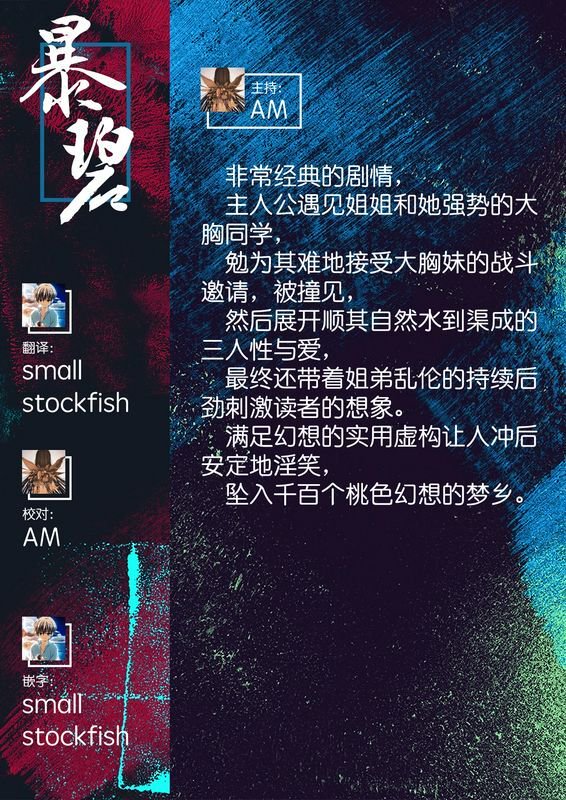 暴碧
主持：
AM
非常经典的剧情，
主人公遇见姐姐和她强势的大
胸同学，
勉为其难地接受大胸妹的战斗
邀请，被撞见，
然后展开顺其自然水到渠成的
三人性与爱，
最终还带着姐弟乱伦的持续后
劲刺激读者的想象。
满足幻想的实用虚构让人冲后
安定地淫笑，
坠入千百个桃色幻想的梦乡。
翻译：
small
stockfish
校对：
AM
嵌字：
small
stockfish